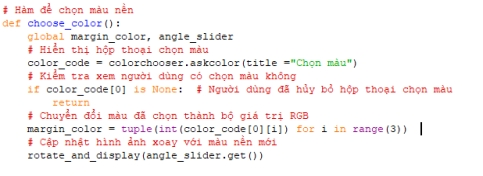 # Hàm để chọn màu nền
def choose_color():
    global margin_color, angle_slider
    # Hiển thị hộp thoại chọn màu
    color_code = colorchooser.askcolor(title ="Chọn màu")
    # Kiểm tra xem người dùng có chọn màu không
    if color_code[0] is None:  # Người dùng đã hủy bỏ hộp thoại chọn màu
        return
    # Chuyển đổi màu đã chọn thành bộ giá trị RGB
    margin_color = tuple(int(color_code[0][i]) for i in range(3))
    # Cập nhật hình ảnh xoay với màu nền mới
    rotate_and_display(angle_slider.get())